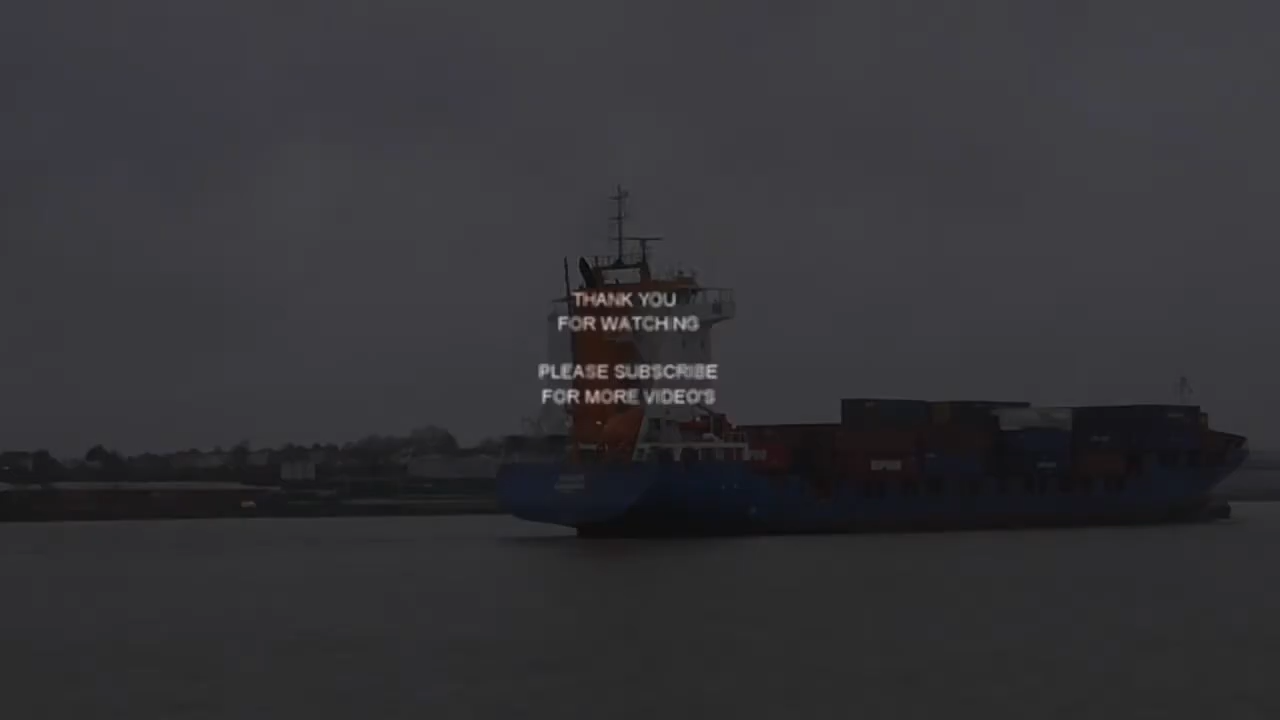 THANK YOU
FOR WATCHING
PLEASE SUBSCRIBE
FOR MORE VIDEO'S